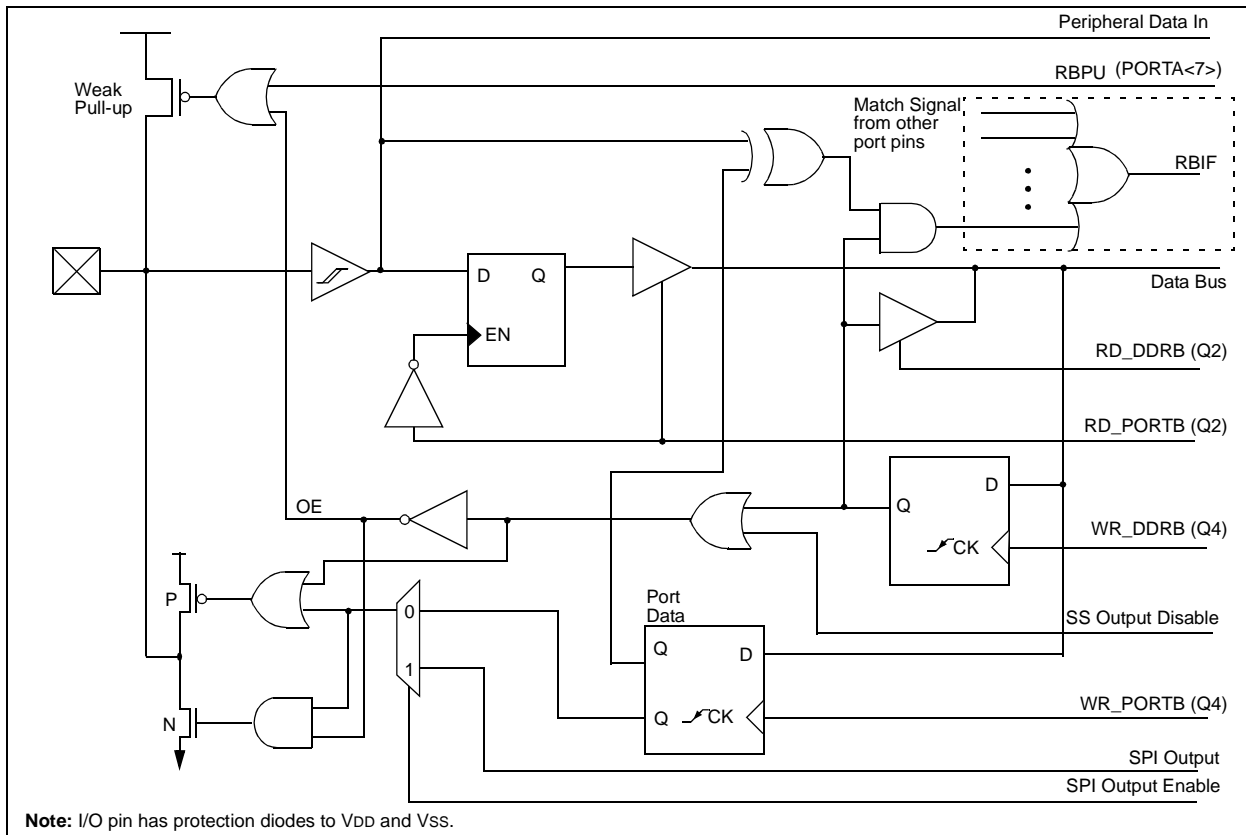 Peripheral Data In
RBPU (PORTA<7>)
Weak
Pull-up
Match Signal
from other
port pins
RBIF
D Q
EN
Data Bus
RD_DDRB (Q2)
RD_PORTB (Q2)
OE
Q D
CK
WR_DDRB (Q4)
P
0
1
Port
Data
Q D
Q CK
SS Output Disable
N
WR_PORTB (Q4)
SPI Output
SPI Output Enable
Note: I/O pin has protection diodes to VDD and VSS.